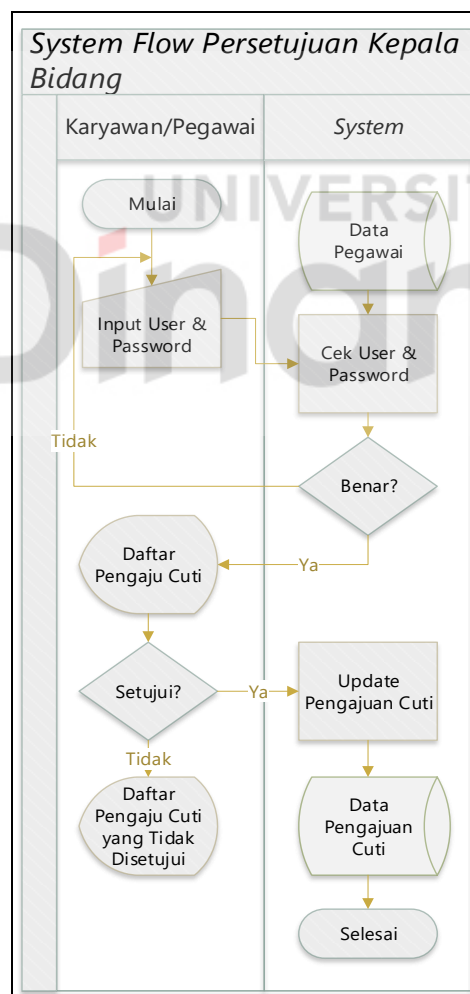 System Flow Persetujuan Kepala
Bidang
Karyawan/Pegawai
System
UNIVERSI
Dinar
Mulai
Data
Pegawai
Input User &
Password
Cek User &
Password
Tidak
Benar?
Daftar
Pengaju Cuti
Ya
Setujui?
Ya
Update
Pengajuan Cuti
Tidak
Daftar
Pengaju Cuti
yang Tidak
Disetujui
Data
Pengajuan
Cuti
Selesai